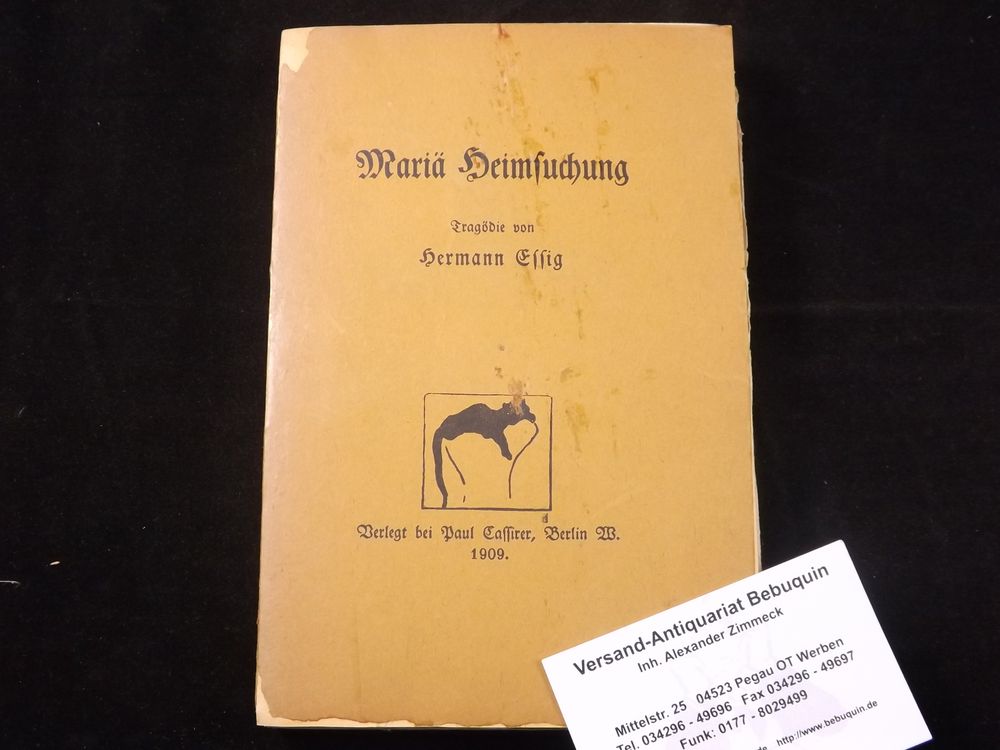 Mariä Heimſuchung
Tragödie von
Hermann Eſſig
Verlegt bei Paul Caſſirer, Berlin W.
1909.
Versand-Antiquariat Bebuquin
Inh. Alexander Zimmeck
Mittelstr. 25 04523 Pegau OT Werben
Tel. 034296 - 49696 Fax 034296 - 49697
Funk: 0177 - 8029499
http://www.bebuquin.de